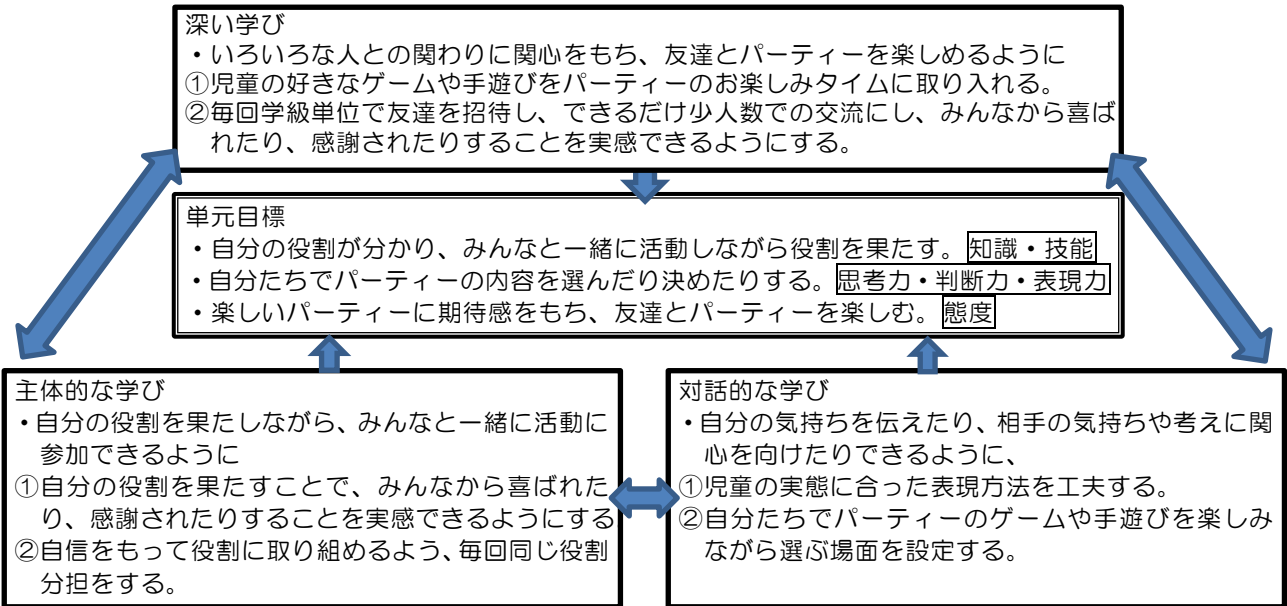 深い学び
・いろいろな人との関わりに関心をもち、友達とパーティーを楽しめるように
①児童の好きなゲームや手遊びをパーティーのお楽しみタイムに取り入れる。
②毎回学級単位で友達を招待し、できるだけ少人数での交流にし、みんなから喜ば
れたり、感謝されたりすることを実感できるようにする。
単元目標
・自分の役割が分かり、みんなと一緒に活動しながら役割を果たす。知識・技能
・自分たちでパーティーの内容を選んだり決めたりする。思考力・判断力・表現力
・楽しいパーティーに期待感をもち、友達とパーティーを楽しむ。態度
主体的な学び
・自分の役割を果たしながら、みんなと一緒に活動に
参加できるように
①自分の役割を果たすことで、みんなから喜ばれた
り、感謝されたりすることを実感できるようにする
②自信をもって役割に取り組めるよう、毎回同じ役割
分担をする。
対話的な学び
・自分の気持ちを伝えたり、相手の気持ちや考えに関
心を向けたりできるように、
①児童の実態に合った表現方法を工夫する。
②自分たちでパーティーのゲームや手遊びを楽しみ
ながら選ぶ場面を設定する。